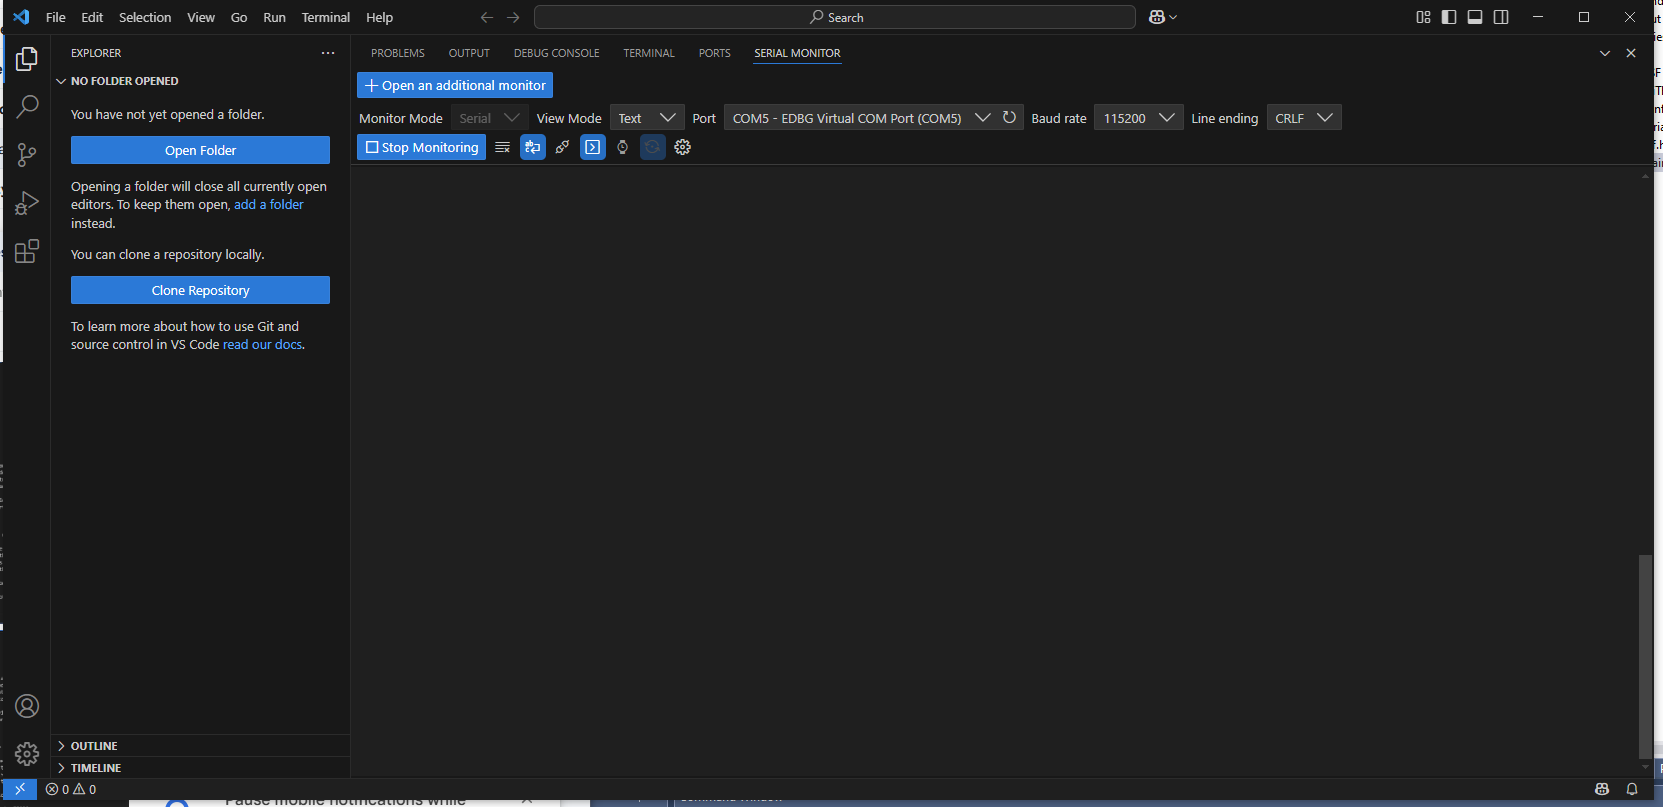 File Edit Selection View Go Run Terminal Help
Search
EXPLORER
NO FOLDER OPENED
You have not yet opened a folder.
Open Folder
Opening a folder will close all currently open
editors. To keep them open, add a folder
instead.
You can clone a repository locally.
Clone Repository
To learn more about how to use Git and
source control in VS Code read our docs.
OUTLINE
TIMELINE
PROBLEMS OUTPUT DEBUG CONSOLE TERMINAL PORTS SERIAL MONITOR
Open an additional monitor
Monitor Mode Serial View Mode Text Port COM5 - EDBG Virtual COM Port (COM5) Baud rate 115200 Line ending CRLF
Stop Monitoring
0 0
Pause mobile notifications while